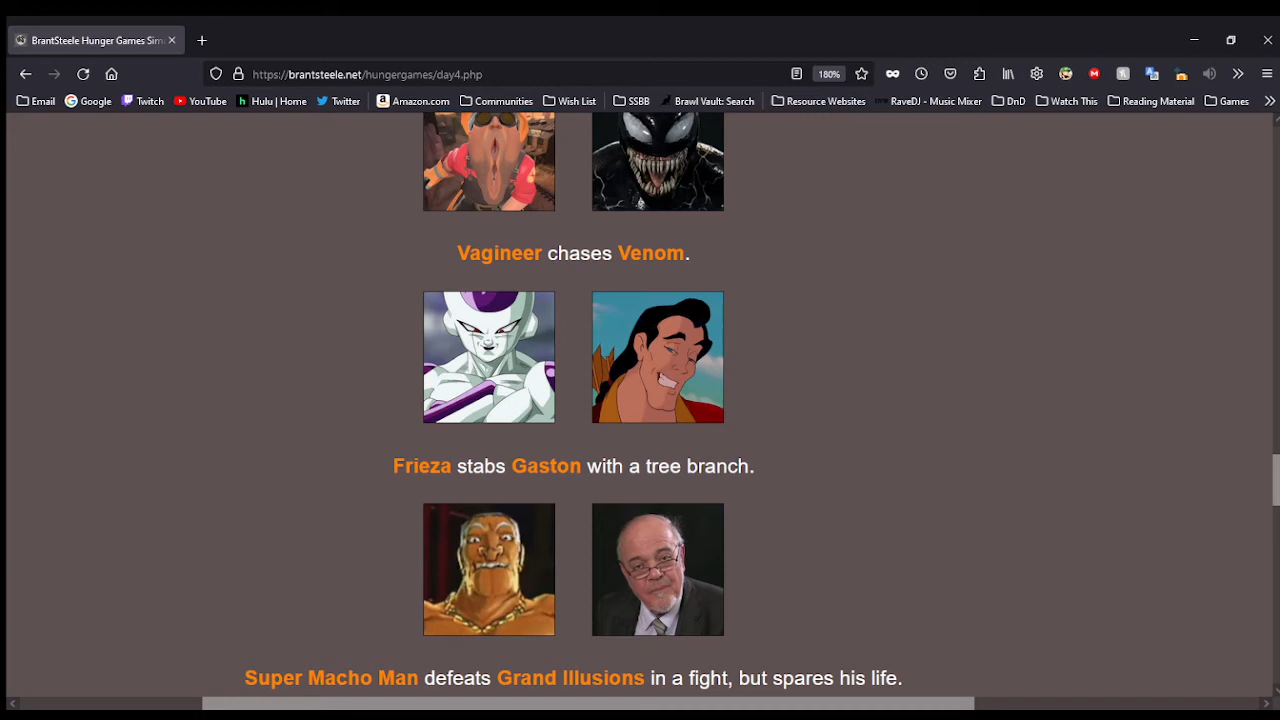 BrantSteele Hunger Games Sim
https://brantsteele.net/hungergames/day4.php
180%
Email Google Twitch YouTube Hulu | Home Twitter Amazon.com Communities Wish List SSBB Brawl Vault: Search Resource Websites RaveDJ - Music Mixer DnD Watch This Reading Material Games
Vagineer chases Venom.
Frieza stabs Gaston with a tree branch.
Super Macho Man defeats Grand Illusions in a fight, but spares his life.